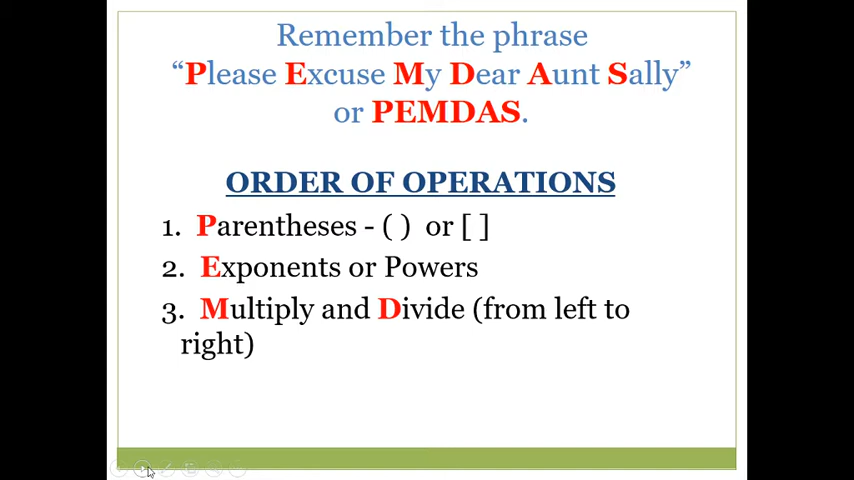 Remember the phrase
“Please Excuse My Dear Aunt Sally”
or PEMDAS.
ORDER OF OPERATIONS
1. Parentheses - ( ) or [ ]
2. Exponents or Powers
3. Multiply and Divide (from left to
right)